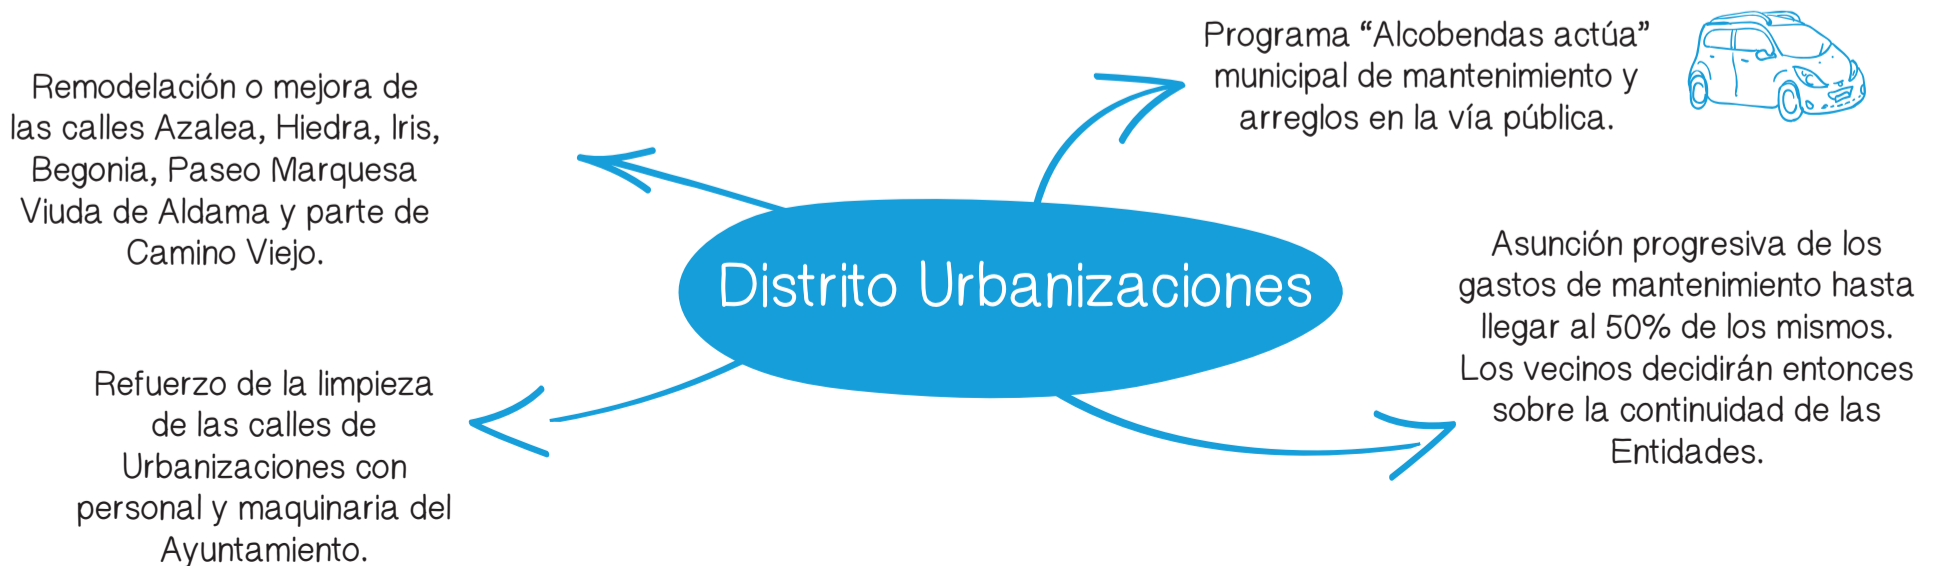 Remodelación o mejora de
las calles Azalea, Hiedra, Iris,
Begonia, Paseo Marquesa
Viuda de Aldama y parte de
Camino Viejo.
Programa “Alcobendas actúa”
municipal de mantenimiento y
arreglos en la vía pública.
Distrito Urbanizaciones
Asunción progresiva de los
gastos de mantenimiento hasta
llegar al 50% de los mismos.
Los vecinos decidirán entonces
sobre la continuidad de las
Entidades.
Refuerzo de la limpieza
de las calles de
Urbanizaciones con
personal y maquinaria del
Ayuntamiento.